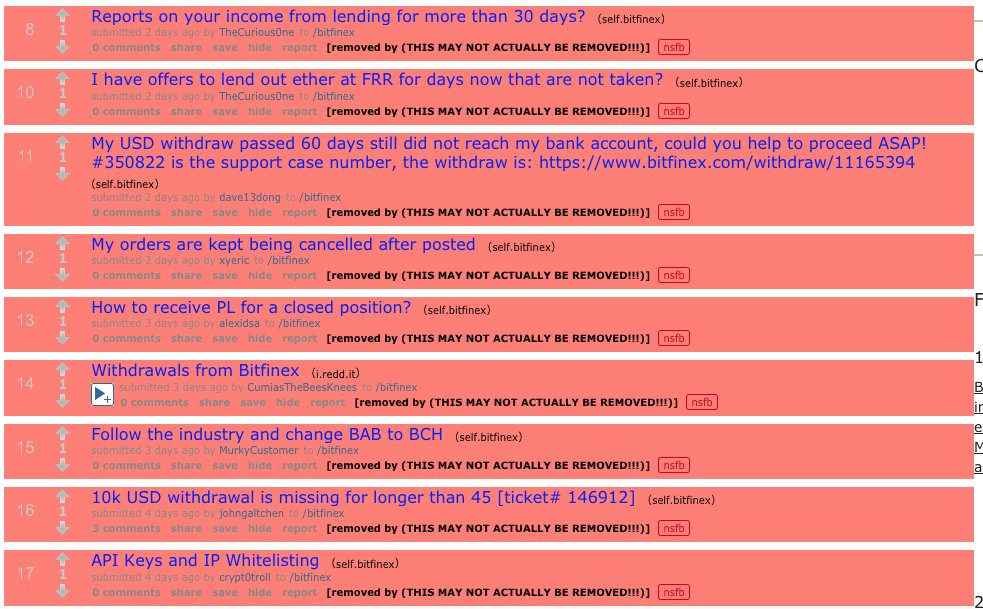 8
1
Reports on your income from lending for more than 30 days? (self.bitfinex)
submitted 2 days ago by TheCurious0ne to /bitfinex
0 comments share save hide report [removed by (THIS MAY NOT ACTUALLY BE REMOVED!!!)] nsfb
10
1
I have offers to lend out ether at FRR for days now that are not taken? (self.bitfinex)
submitted 2 days ago by TheCurious0ne to /bitfinex
0 comments share save hide report [removed by (THIS MAY NOT ACTUALLY BE REMOVED!!!)] nsfb
11
1
My USD withdraw passed 60 days still did not reach my bank account, could you help to proceed ASAP!
#350822 is the support case number, the withdraw is: https://www.bitfinex.com/withdraw/11165394
(self.bitfinex)
submitted 2 days ago by dave13dong to /bitfinex
0 comments share save hide report [removed by (THIS MAY NOT ACTUALLY BE REMOVED!!!)] nsfb
12
1
My orders are kept being cancelled after posted (self.bitfinex)
submitted 2 days ago by xyeric to /bitfinex
0 comments share save hide report [removed by (THIS MAY NOT ACTUALLY BE REMOVED!!!)] nsfb
13
1
How to receive PL for a closed position? (self.bitfinex)
submitted 3 days ago by alexidsa to /bitfinex
0 comments share save hide report [removed by (THIS MAY NOT ACTUALLY BE REMOVED!!!)] nsfb
14
1
Withdrawals from Bitfinex (i.redd.it)
submitted 3 days ago by CumiasTheBeesKnees to /bitfinex
0 comments share save hide report [removed by (THIS MAY NOT ACTUALLY BE REMOVED!!!)] nsfb
15
1
Follow the industry and change BAB to BCH (self.bitfinex)
submitted 3 days ago by MurkyCustomer to /bitfinex
0 comments share save hide report [removed by (THIS MAY NOT ACTUALLY BE REMOVED!!!)] nsfb
16
1
10k USD withdrawal is missing for longer than 45 [ticket# 146912] (self.bitfinex)
submitted 4 days ago by johngaltchen to /bitfinex
3 comments share save hide report [removed by (THIS MAY NOT ACTUALLY BE REMOVED!!!)] nsfb
17
1
API Keys and IP Whitelisting (self.bitfinex)
submitted 4 days ago by crypt0troll to /bitfinex
0 comments share save hide report [removed by (THIS MAY NOT ACTUALLY BE REMOVED!!!)] nsfb